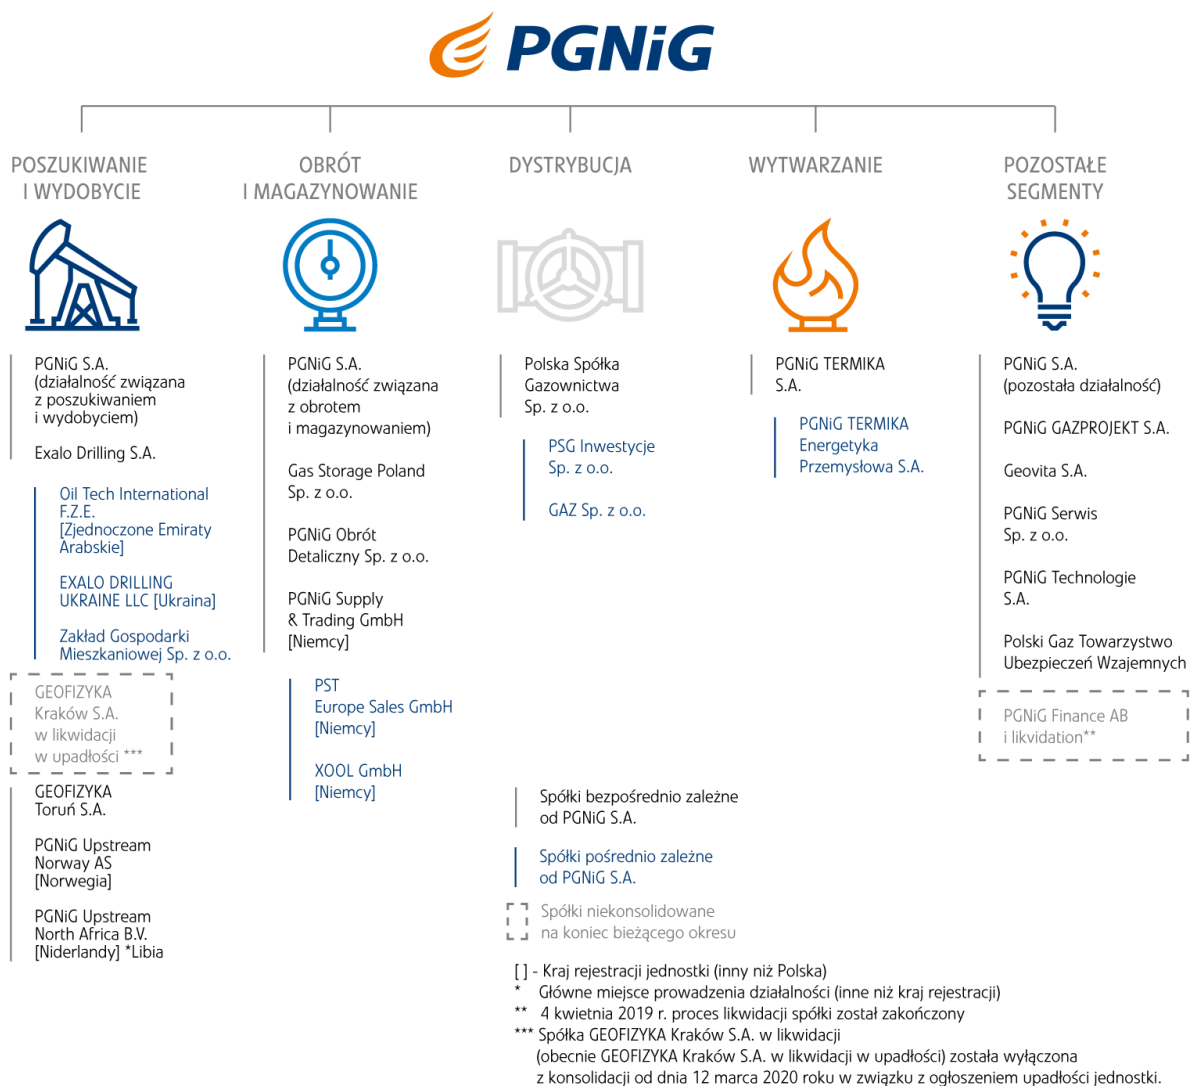 PGNiG
POSZUKIWANIE
I WYDOBYCIE
PGNiG S.A.
(działalność związana
z poszukiwaniem
i wydobyciem)
Exalo Drilling S.A.
Oil Tech International
F.Z.E.
[Zjednoczone Emiraty
Arabskie]
EXALO DRILLING
UKRAINE LLC [Ukraina]
Zakład Gospodarki
Mieszkaniowej Sp. z o.o.
GEOFIZYKA
Kraków S.A.
w likwidacji
w upadłości ***
GEOFIZYKA
Toruń S.A.
PGNiG Upstream
Norway AS
[Norwegia]
PGNiG Upstream
North Africa B.V.
[Niderlandy] *Libia
OBRÓT
I MAGAZYNOWANIE
PGNiG S.A.
(działalność związana
z obrotem
i magazynowaniem)
Gas Storage Poland
Sp. z o.o.
PGNiG Obrót
Detaliczny Sp. z o.o.
PGNiG Supply
& Trading GmbH
[Niemcy]
PST
Europe Sales GmbH
[Niemcy]
XOOL GmbH
[Niemcy]
DYSTRYBUCJA
Polska Spółka
Gazownictwa
Sp. z o.o.
PSG Inwestycje
Sp. z o.o.
GAZ Sp. z o.o.
WYTWARZANIE
PGNiG TERMIKA
S.A.
PGNiG TERMIKA
Energetyka
Przemysłowa S.A.
POZOSTAŁE
SEGMENTY
PGNiG S.A.
(pozostała działalność)
PGNiG GAZPROJEKT S.A.
Geovita S.A.
PGNiG Serwis
Sp. z o.o.
PGNiG Technologie
S.A.
Polski Gaz Towarzystwo
Ubezpieczeń Wzajemnych
PGNiG Finance AB
i likvidation**
Spółki bezpośrednio zależne
od PGNiG S.A.
Spółki pośrednio zależne
od PGNiG S.A.
Spółki niekonsolidowane
na koniec bieżącego okresu
[ ] - Kraj rejestracji jednostki (inny niż Polska)
* Główne miejsce prowadzenia działalności (inne niż kraj rejestracji)
** 4 kwietnia 2019 r. proces likwidacji spółki został zakończony
*** Spółka GEOFIZYKA Kraków S.A. w likwidacji
(obecnie GEOFIZYKA Kraków S.A. w likwidacji w upadłości) została wyłączona
z konsolidacji od dnia 12 marca 2020 roku w związku z ogłoszeniem upadłości jednostki.